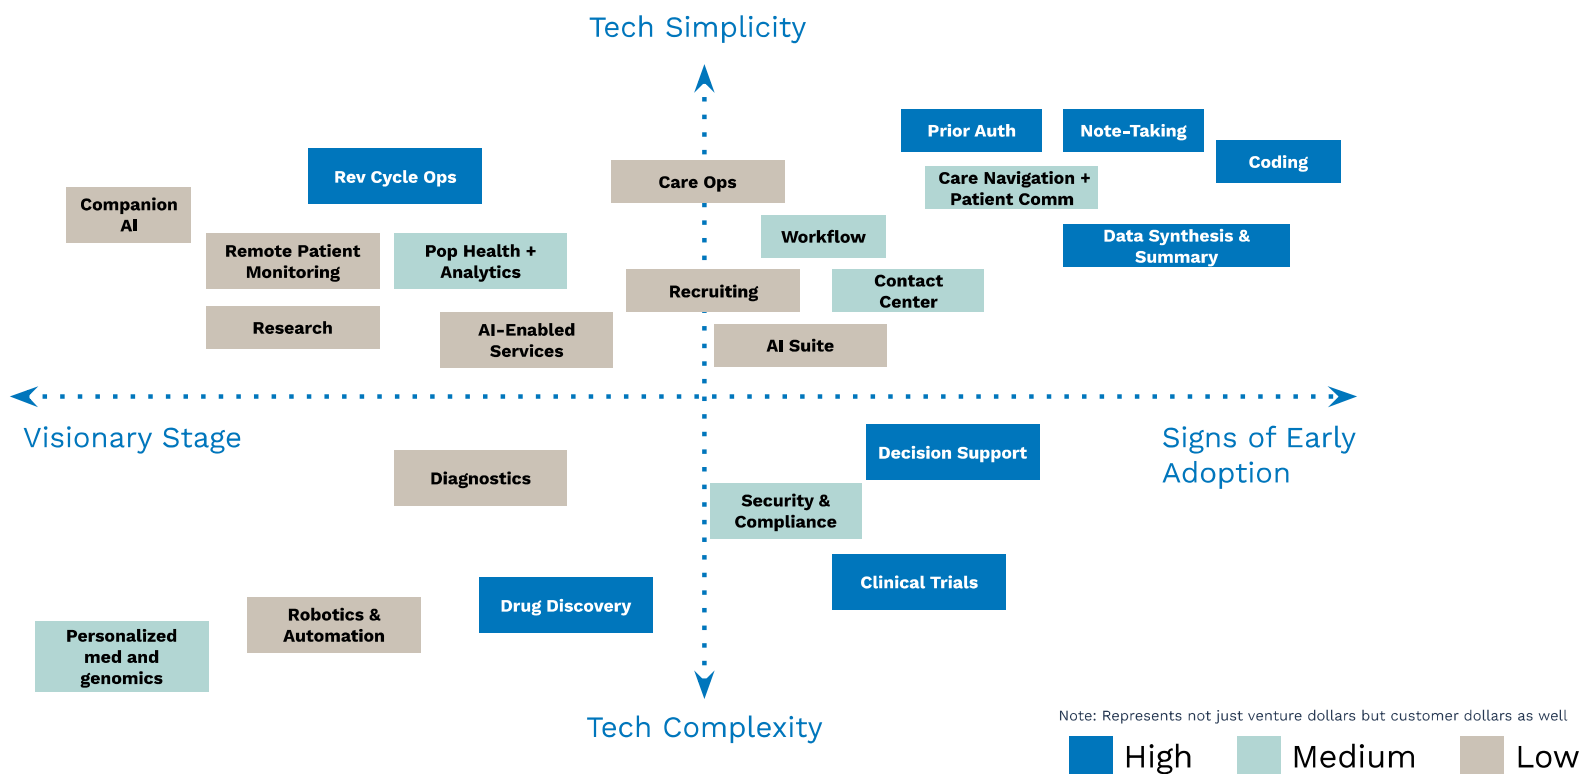 Tech Simplicity
Prior Auth
Note-Taking
Coding
Rev Cycle Ops
Care Ops
Care Navigation +
Patient Comm
Companion
AI
Workflow
Data Synthesis &
Summary
Remote Patient
Monitoring
Pop Health +
Analytics
Recruiting
Contact
Center
Research
AI-Enabled
Services
AI Suite
Visionary Stage
Signs of Early
Adoption
Decision Support
Diagnostics
Security &
Compliance
Clinical Trials
Drug Discovery
Robotics &
Automation
Personalized
med and
genomics
Tech Complexity
Note: Represents not just venture dollars but customer dollars as well
High
Medium
Low